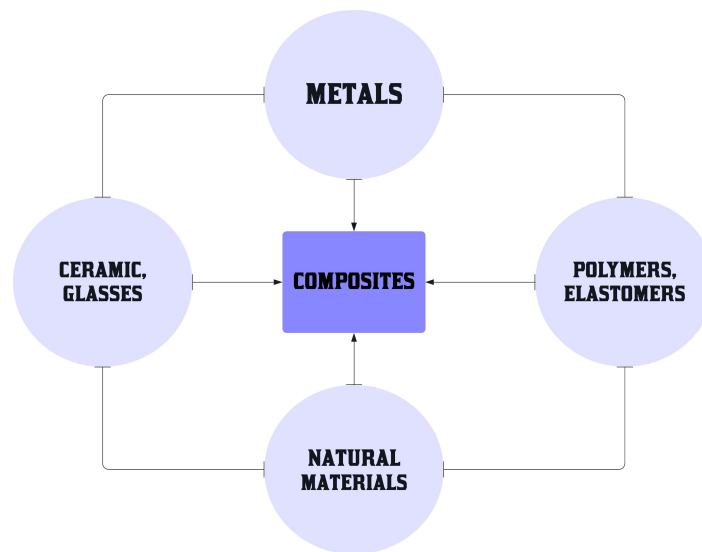 METALS
CERAMIC,
GLASSES
COMPOSITES
POLYMERS,
ELASTOMERS
NATURAL
MATERIALS